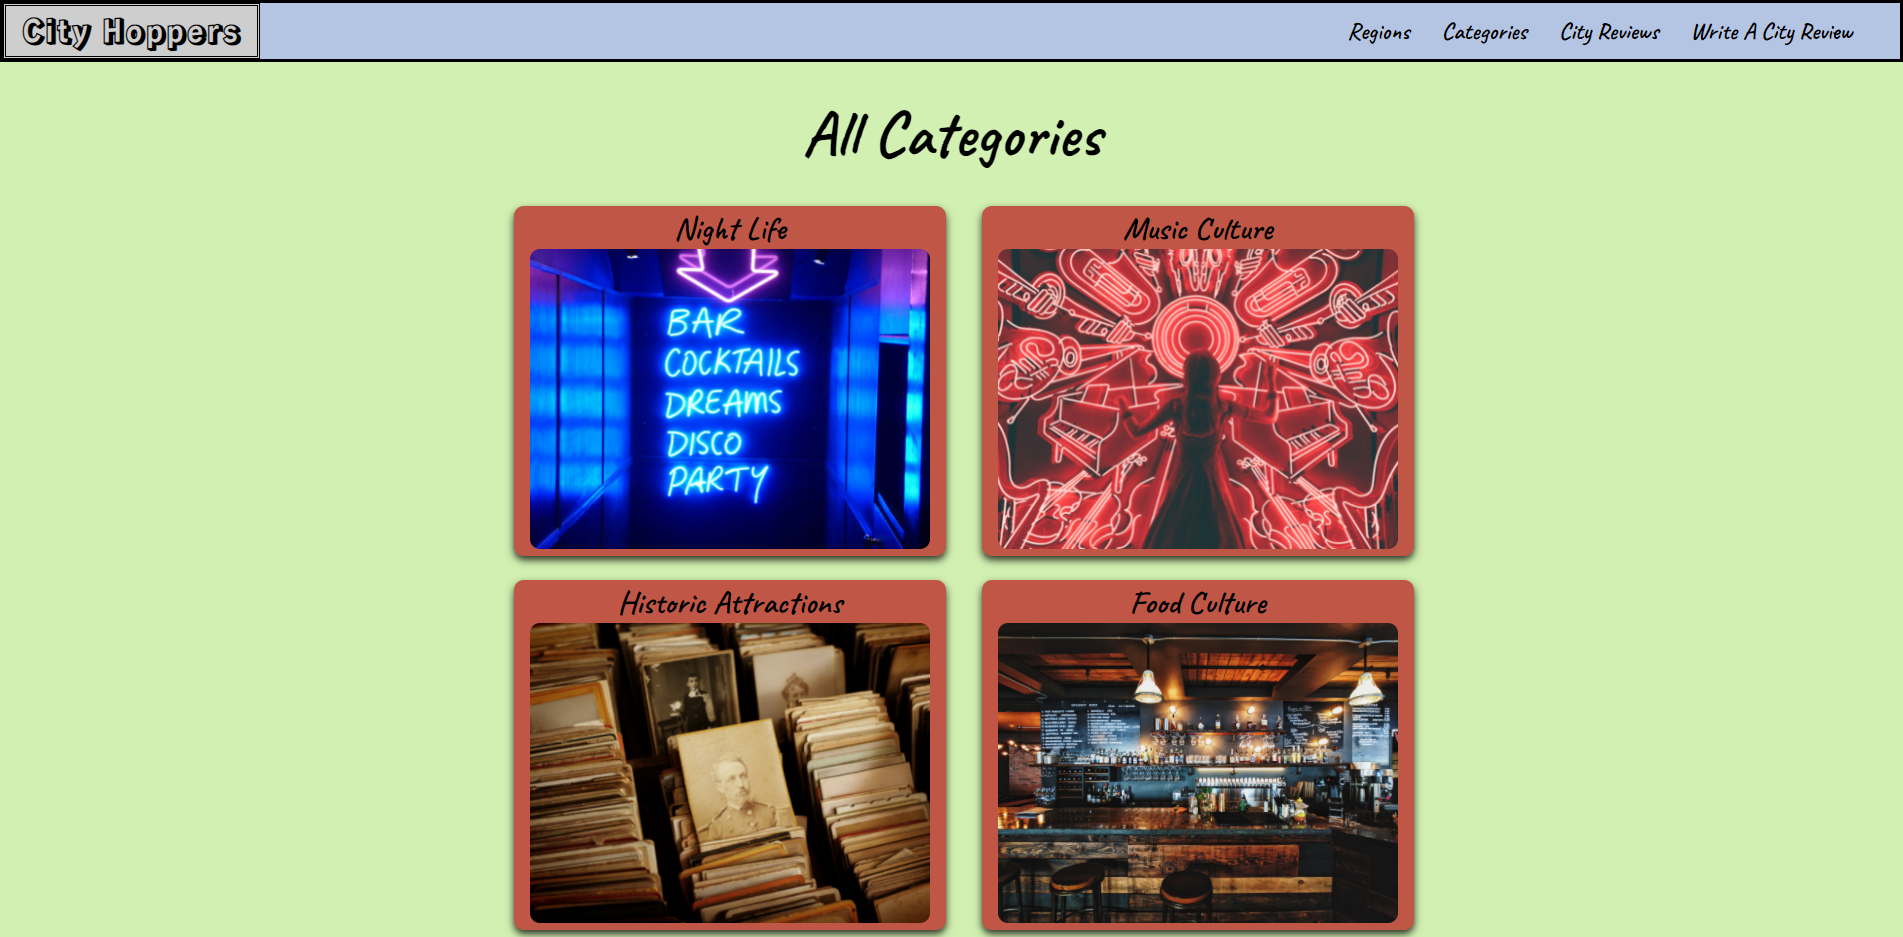 City Hoppers
Regions Categories City Reviews Write A City Review
All Categories
Night Life
Music Culture
BAR
COCKTAILS
DREAMS
DISCO
PARTY
Historic Attractions
Food Culture